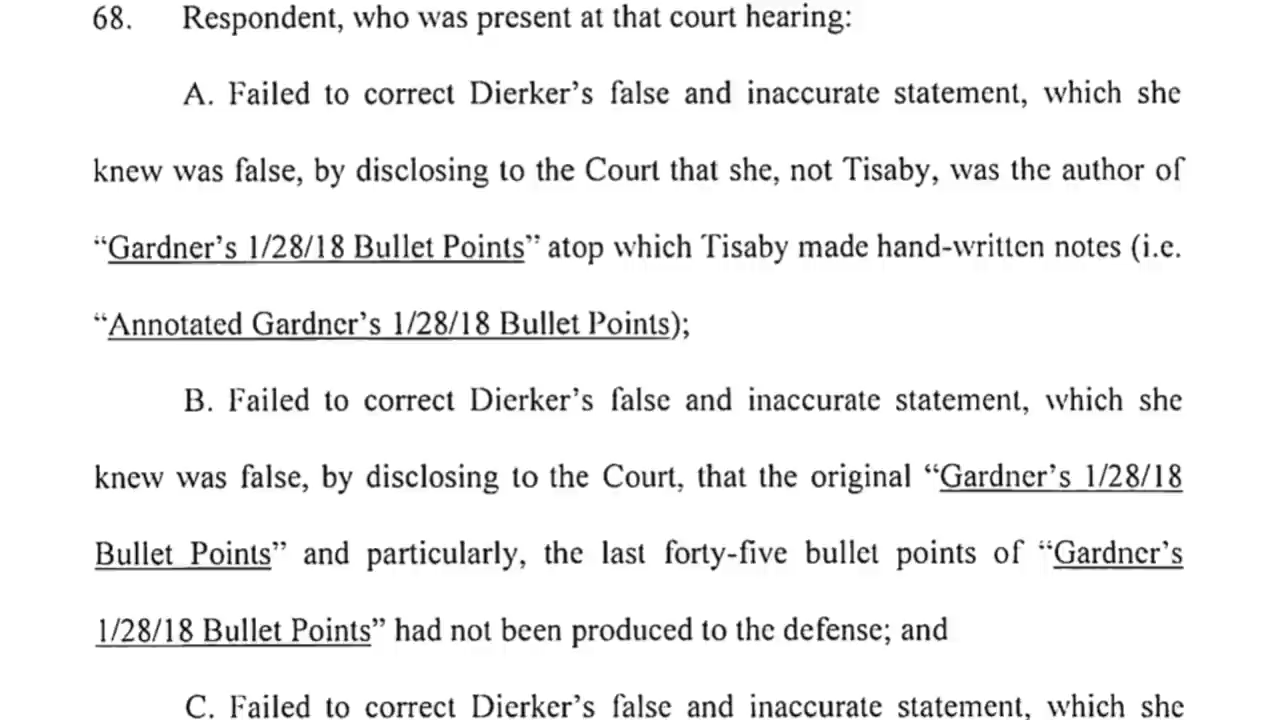 68. Respondent, who was present at that court hearing:
A. Failed to correct Dierker's false and inaccurate statement, which she
knew was false, by disclosing to the Court that she, not Tisaby, was the author of
“Gardner's 1/28/18 Bullet Points” atop which Tisaby made hand-written notes (i.e.
“Annotated Gardner's 1/28/18 Bullet Points);
B. Failed to correct Dierker's false and inaccurate statement, which she
knew was false, by disclosing to the Court, that the original “Gardner's 1/28/18
Bullet Points” and particularly, the last forty-five bullet points of “Gardner's
1/28/18 Bullet Points” had not been produced to the defense; and
C. Failed to correct Dierker's false and inaccurate statement, which she